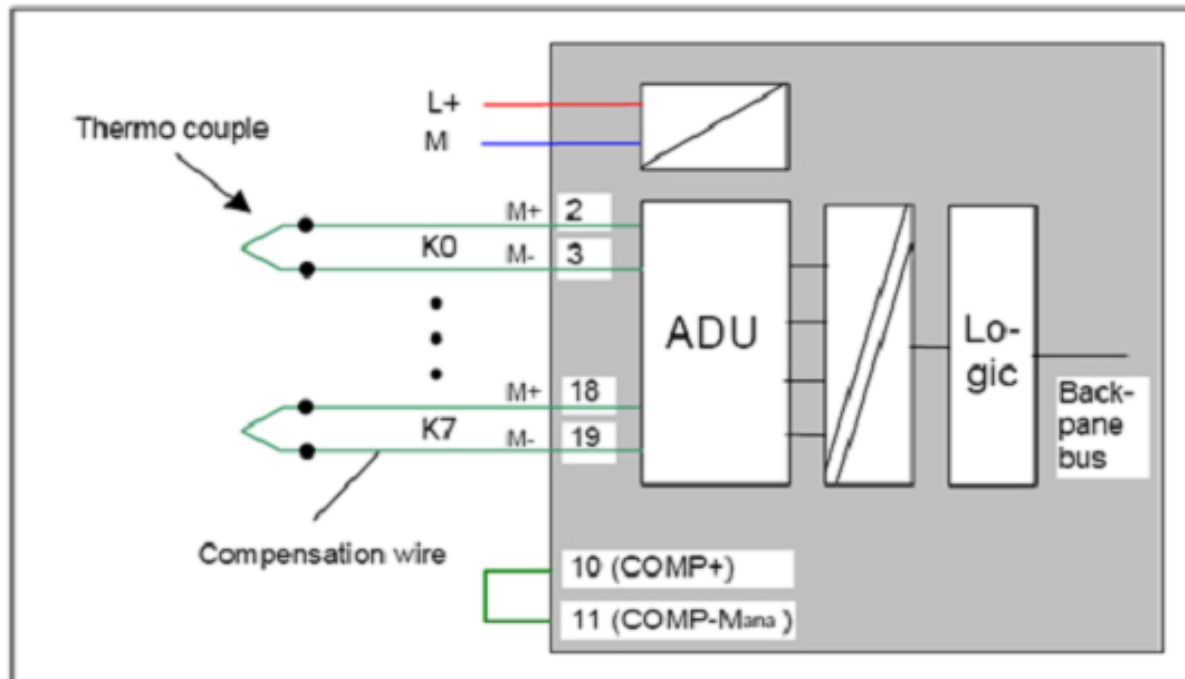 L+
Thermo couple
M
M+ 2
K0
M- 3
ADU
Lo-
gic
M+ 18
K7
M- 19
Back-
pane
bus
Compensation wire
10 (COMP+)
11 (COMP-Mana )